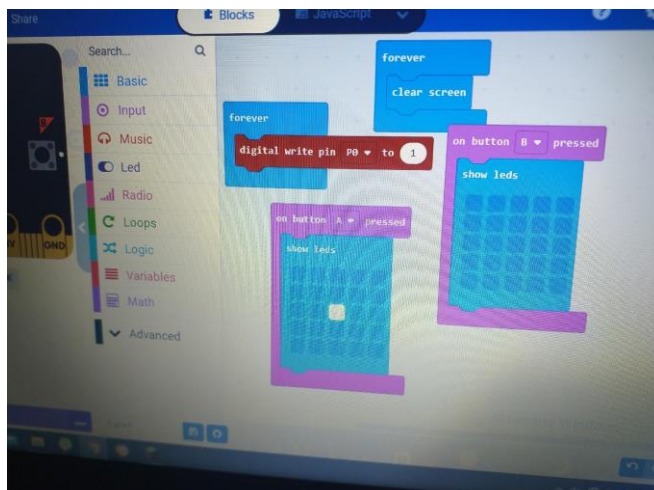 Share
Blocks
JavaScript
Search...
Basic
Input
Music
Led
Radio
Loops
Logic
Variables
Math
Advanced
GND
forever
clear screen
forever
digital write pin P0 to 1
on button B pressed
show leds
on button A pressed
show leds